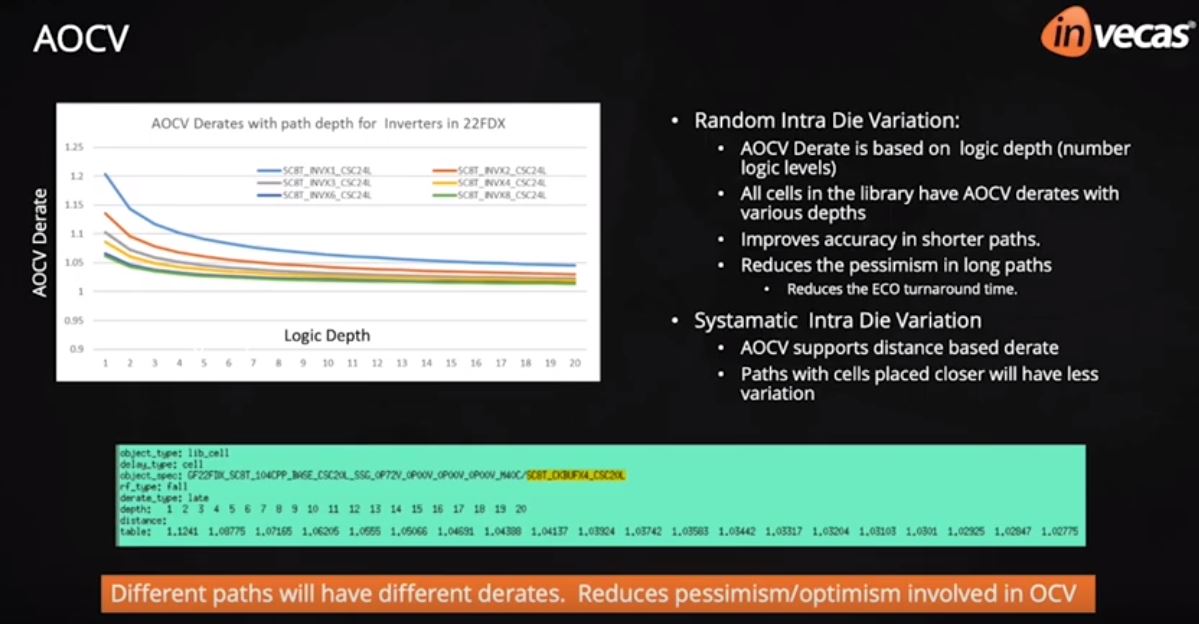 AOCV
invecas
AOCV Derates with path depth for Inverters in 22FDX
1.25
1.2
1.15
1.1
1.05
1
0.95
0.9
AOCV Derate
SC8T_INVX1_CSC24L
SC8T_INVX2_CSC24L
SC8T_INVX3_CSC24L
SC8T_INVX4_CSC24L
SC8T_INVX6_CSC24L
SC8T_INVX8_CSC24L
Logic Depth
1 2 3 4 5 6 7 8 9 10 11 12 13 14 15 16 17 18 19 20
• Random Intra Die Variation:
• AOCV Derate is based on logic depth (number
logic levels)
• All cells in the library have AOCV derates with
various depths
• Improves accuracy in shorter paths.
• Reduces the pessimism in long paths
• Reduces the ECO turnaround time.
• Systamatic Intra Die Variation
• AOCV supports distance based derate
• Paths with cells placed closer will have less
variation
object_type: lib_cell
delay_type: cell
object_spec: GF22FDX_SC8T_104CPP_BASE_CSC20L_SSG_0P72V_0P00V_0P00V_0P00V_M40C/SC8T_CKBUFX4_CSC20L
rf_type: fall
derate_type: late
depth: 1 2 3 4 5 6 7 8 9 10 11 12 13 14 15 16 17 18 19 20
distance:
table: 1.1241 1.08775 1.07165 1.06205 1.0555 1.05066 1.04691 1.04388 1.04137 1.03924 1.03742 1.03583 1.03442 1.03317 1.03204 1.03103 1.0301 1.02925 1.02847 1.02775
Different paths will have different derates. Reduces pessimism/optimism involved in OCV